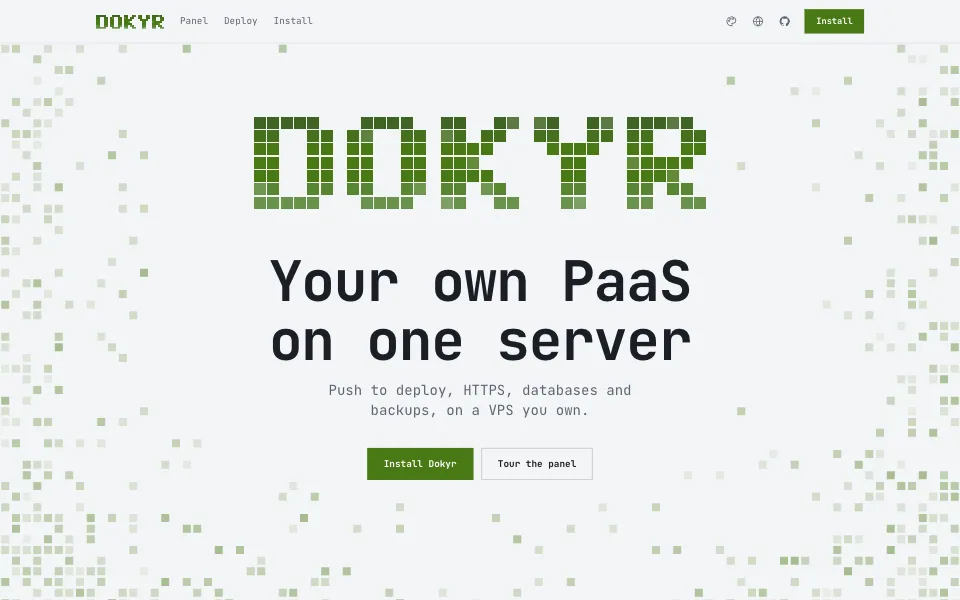 DOKYR
Panel
Deploy
Install
Install
DOKYR
Your own PaaS
on one server
Push to deploy, HTTPS, databases and
backups, on a VPS you own.
Install Dokyr
Tour the panel